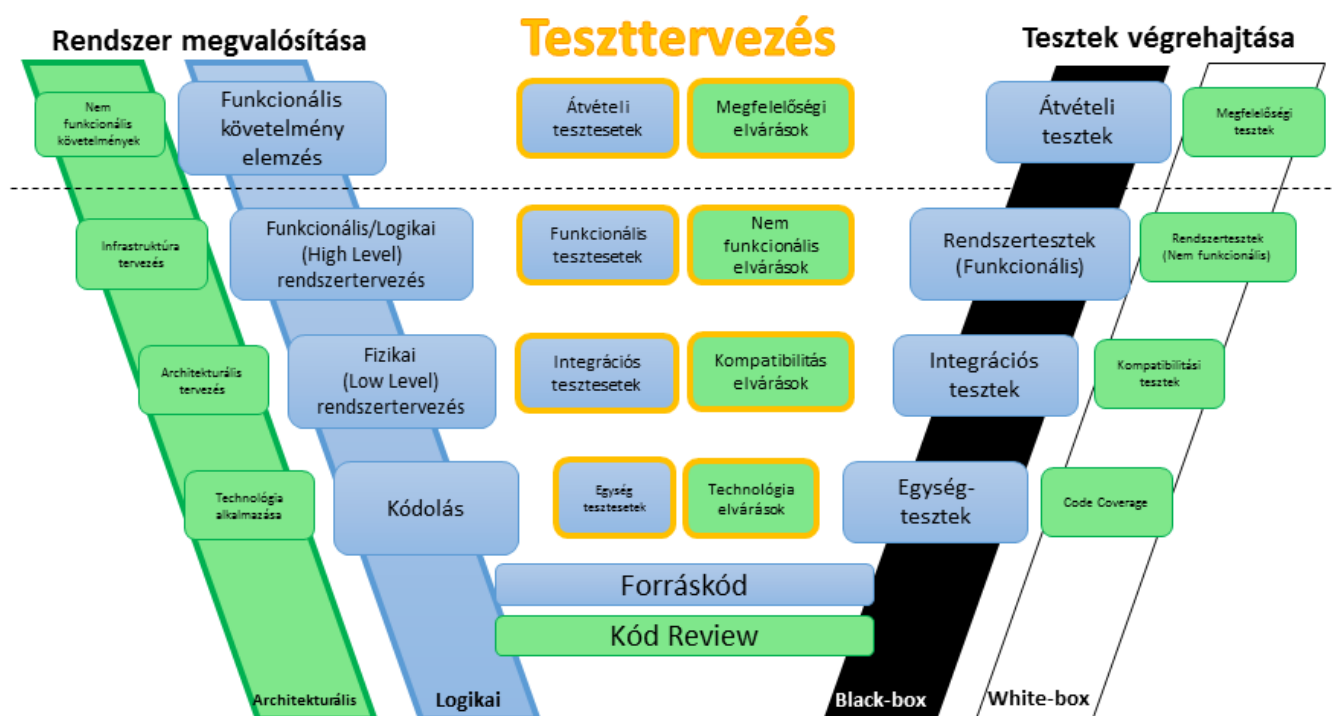 Rendszer megvalósítása
Teszttervezés
Tesztek végrehajtása
Nem
funkcionális
követelmények
Funkcionális
követelmény
elemzés
Átvételi
tesztesetek
Megfelelőségi
elvárások
Átvételi
tesztek
Megfelelőségi
tesztek
Infrastruktúra
tervezés
Funkcionális/Logikai
(High Level)
rendszertervezés
Funkcionális
tesztesetek
Nem
funkcionális
elvárások
Rendszertesztek
(Funkcionális)
Rendszertesztek
(Nem funkcionális)
Architekturális
tervezés
Fizikai
(Low Level)
rendszertervezés
Integrációs
tesztesetek
Kompatibilitás
elvárások
Integrációs
tesztek
Kompatibilitási
tesztek
Technológia
alkalmazása
Kódolás
Egység
tesztesetek
Technológia
elvárások
Egység-
tesztek
Code Coverage
Forráskód
Kód Review
Architekturális
Logikai
Black-box
White-box